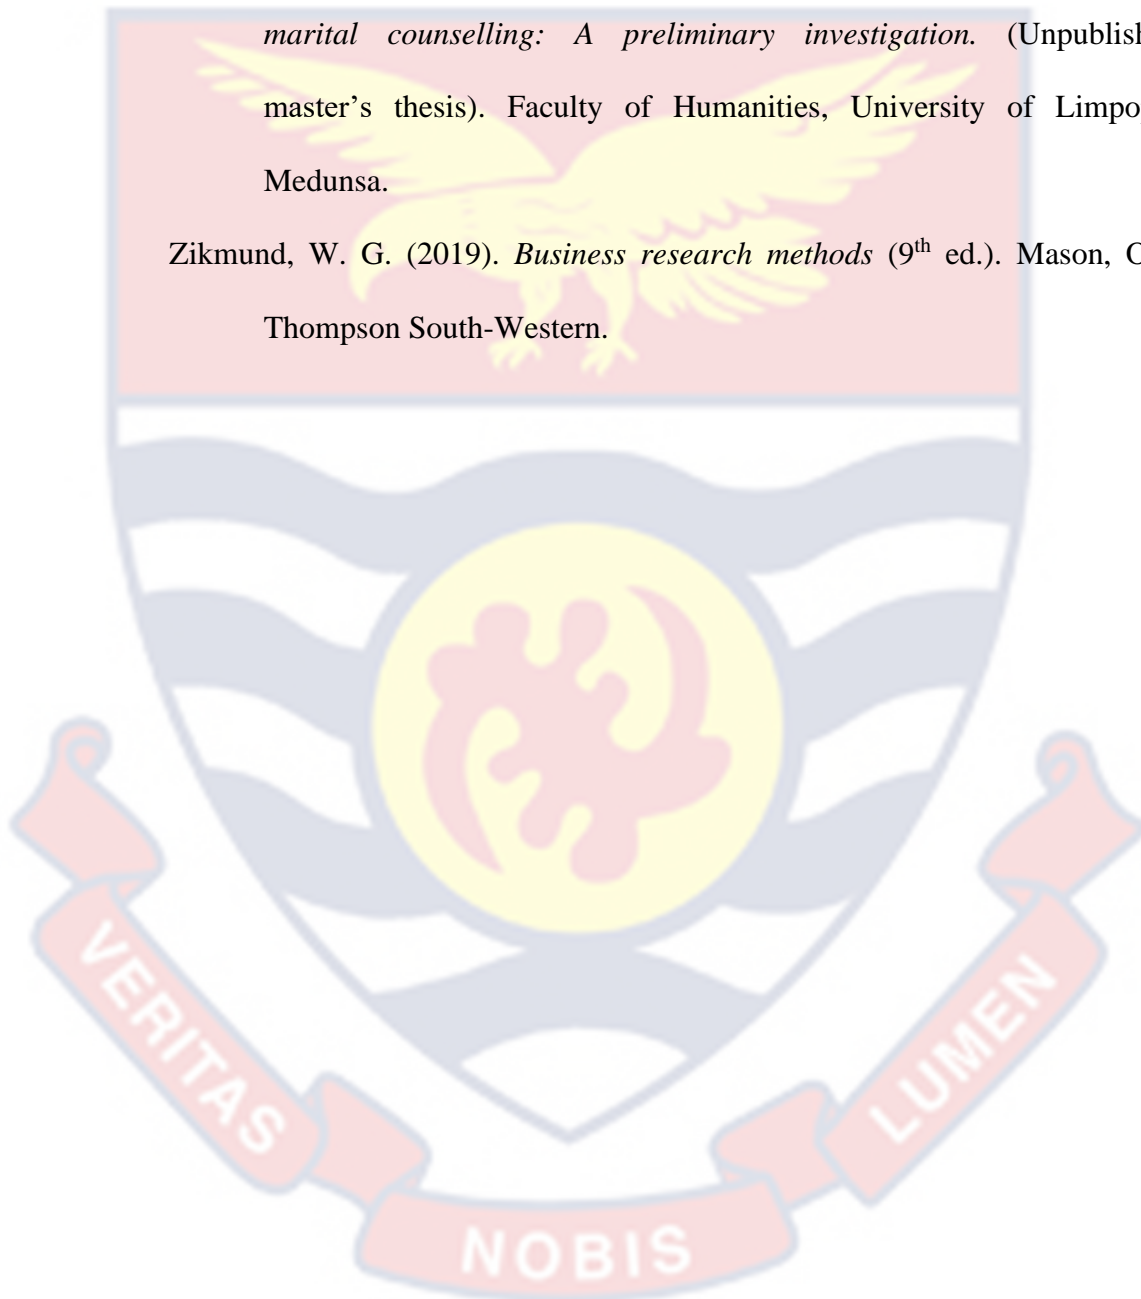 marital counselling: A preliminary investigation. (Unpublish
master’s thesis). Faculty of Humanities, University of Limpo
Medunsa.
Zikmund, W. G. (2019). Business research methods (9th ed.). Mason, O
Thompson South-Western.
VERITAS
NOBIS
LUMEN